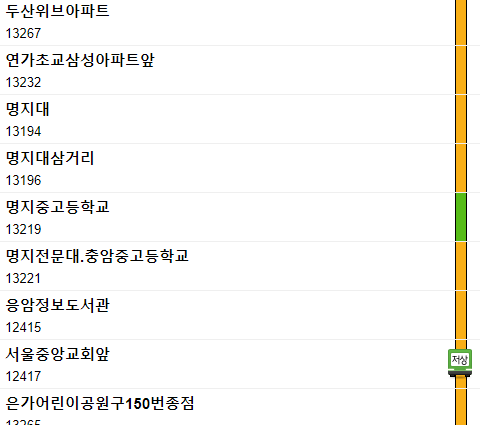 두산위브아파트
13267
연가초교삼성아파트앞
13232
명지대
13194
명지대삼거리
13196
명지중고등학교
13219
명지전문대.충암중고등학교
13221
응암정보도서관
12415
서울중앙교회앞
저상
12417
은가어린이공원구150번종점
13265